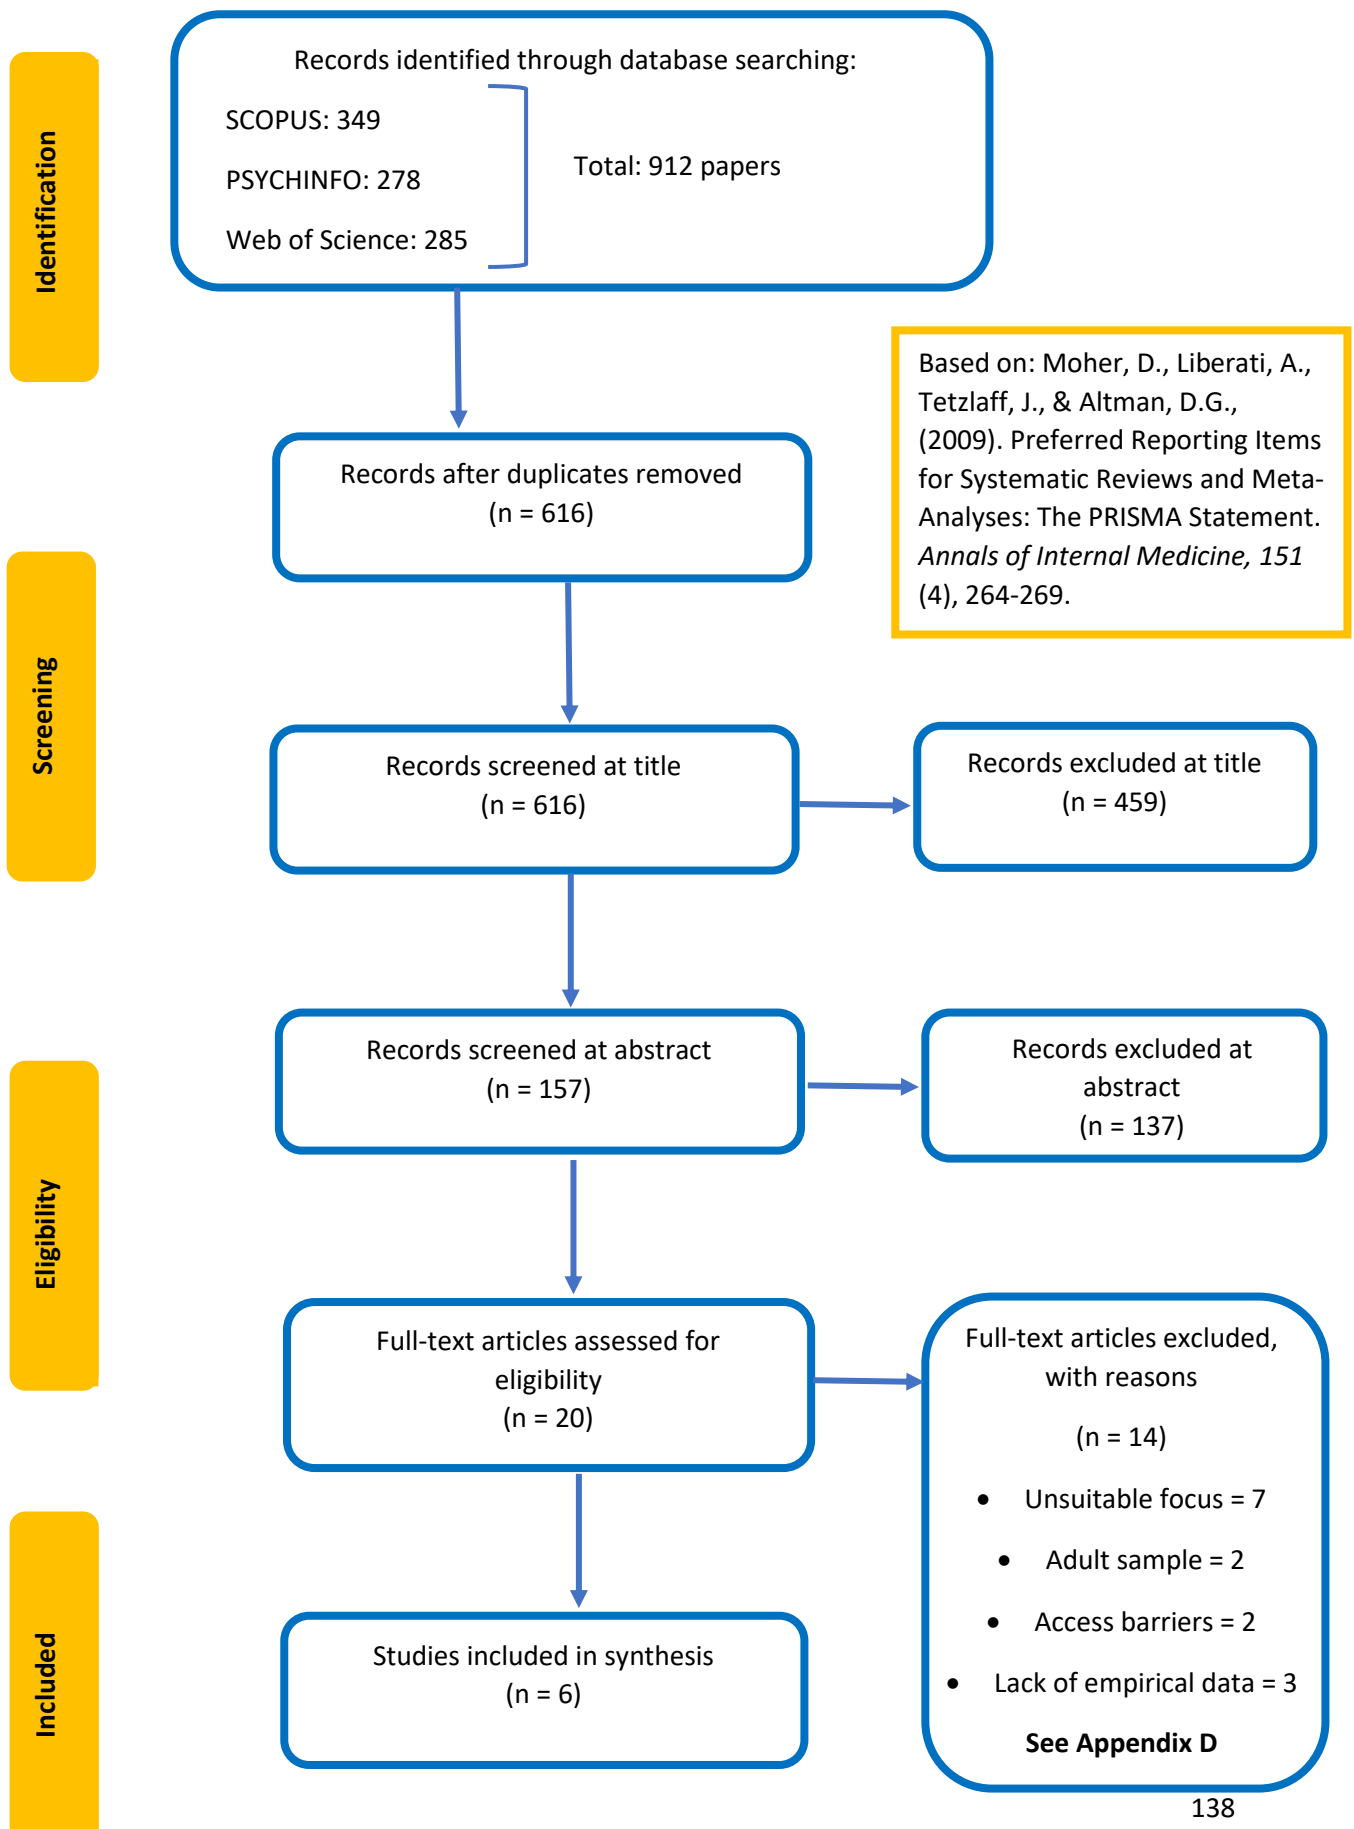 Identification
Records identified through database searching:
SCOPUS: 349
PSYCHINFO: 278
Web of Science: 285
Total: 912 papers
Based on: Moher, D., Liberati, A.,
Tetzlaff, J., & Altman, D.G.,
(2009). Preferred Reporting Items
for Systematic Reviews and Meta-
Analyses: The PRISMA Statement.
Annals of Internal Medicine, 151
(4), 264-269.
Records after duplicates removed
(n = 616)
Screening
Records screened at title
(n = 616)
Records excluded at title
(n = 459)
Records screened at abstract
(n = 157)
Records excluded at
abstract
(n = 137)
Eligibility
Full-text articles assessed for
eligibility
(n = 20)
Full-text articles excluded,
with reasons
(n = 14)
• Unsuitable focus = 7
• Adult sample = 2
• Access barriers = 2
• Lack of empirical data = 3
See Appendix D
Included
Studies included in synthesis
(n = 6)
138